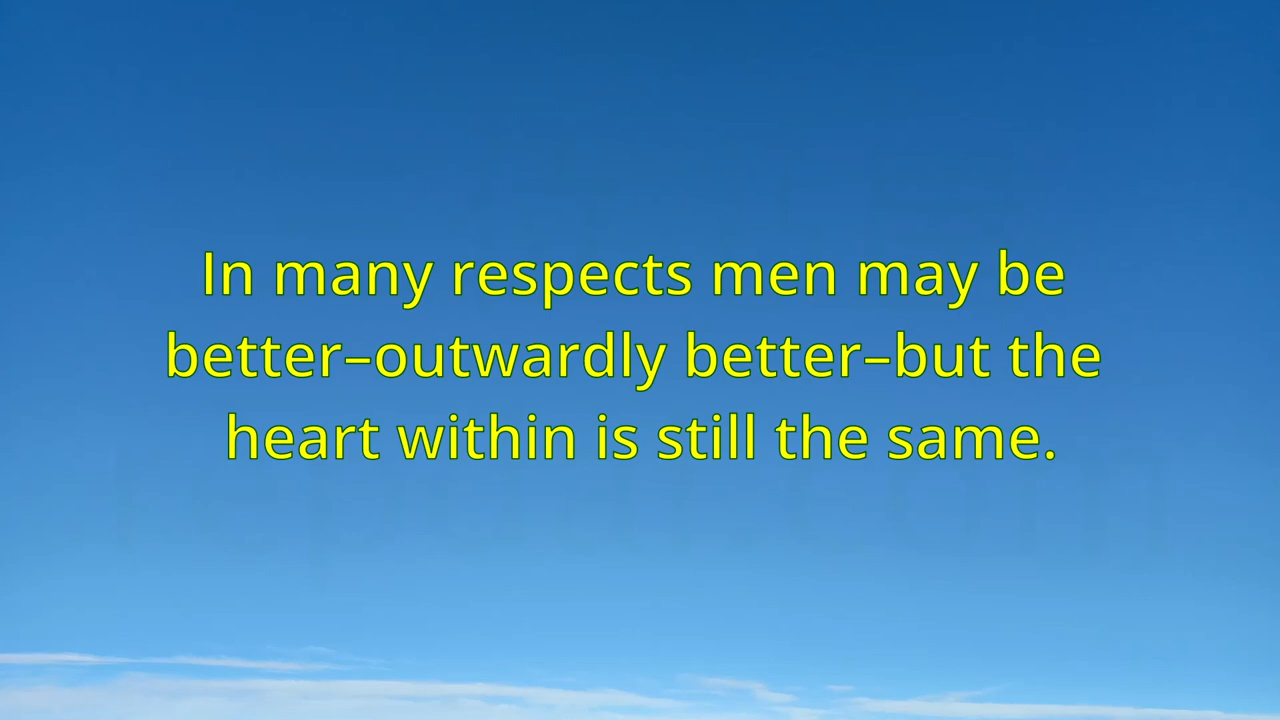 In many respects men may be
better–outwardly better–but the
heart within is still the same.